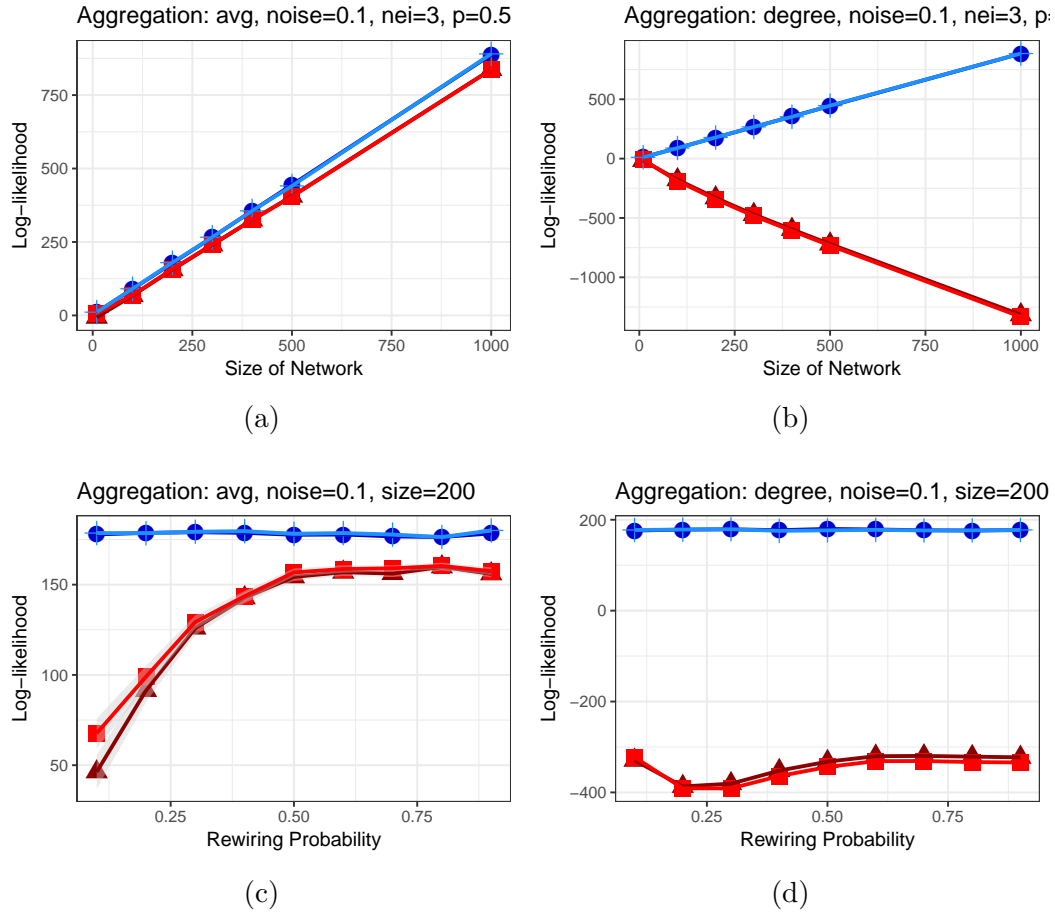 Aggregation: avg, noise=0.1, nei=3, p=0.5
Log−likelihood
750
500
250
0
0
250
500
750
1000
Size of Network
(a)
Aggregation: degree, noise=0.1, nei=3, p=
Log−likelihood
500
0
−500
−1000
0
250
500
750
1000
Size of Network
(b)
Aggregation: avg, noise=0.1, size=200
Log−likelihood
150
100
50
0.25
0.50
0.75
Rewiring Probability
(c)
Aggregation: degree, noise=0.1, size=200
Log−likelihood
200
0
−200
−400
0.25
0.50
0.75
Rewiring Probability
(d)